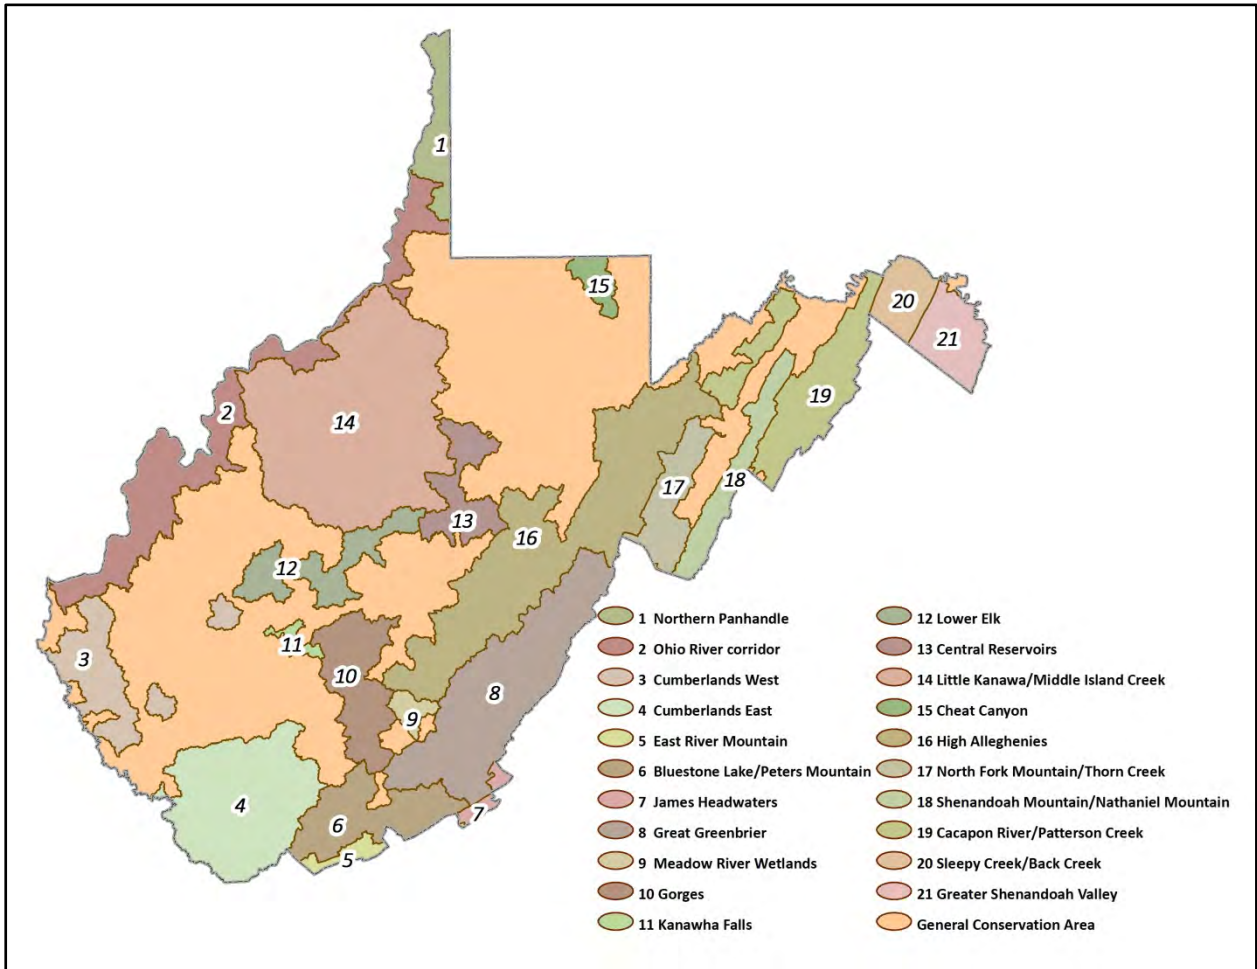 1
15
20
21
19
2
14
18
17
13
16
12
11
3
10
8
9
4
7
6
5
1 Northern Panhandle
2 Ohio River corridor
3 Cumberlands West
4 Cumberlands East
5 East River Mountain
6 Bluestone Lake/Peters Mountain
7 James Headwaters
8 Great Greenbrier
9 Meadow River Wetlands
10 Gorges
11 Kanawha Falls
12 Lower Elk
13 Central Reservoirs
14 Little Kanawa/Middle Island Creek
15 Cheat Canyon
16 High Alleghenies
17 North Fork Mountain/Thorn Creek
18 Shenandoah Mountain/Nathaniel Mountain
19 Cacapon River/Patterson Creek
20 Sleepy Creek/Back Creek
21 Greater Shenandoah Valley
General Conservation Area